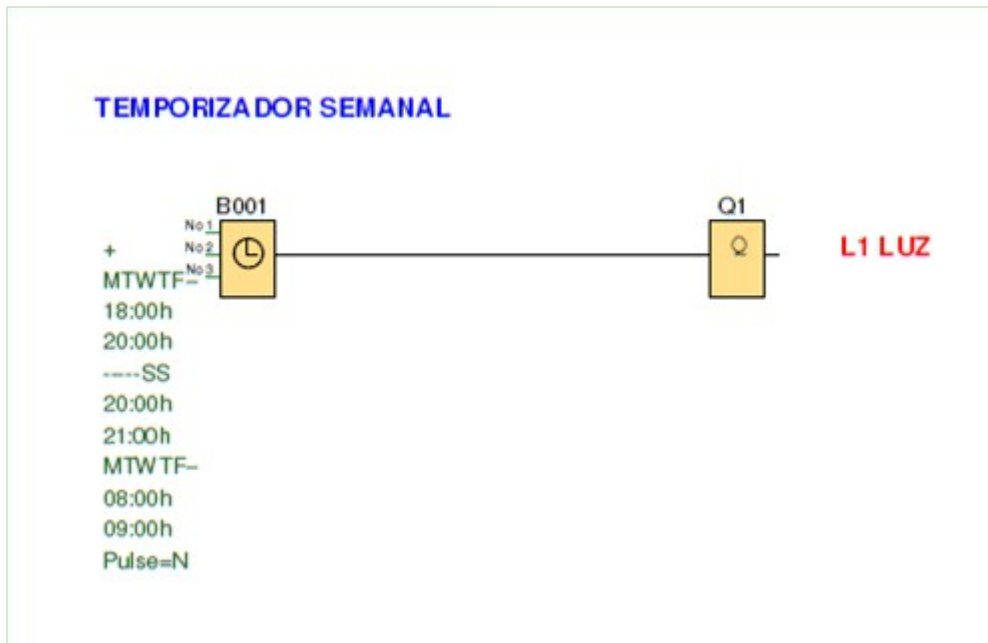 TEMPORIZADOR SEMANAL
B001
Q1
No1
No2
No3
Q
L1 LUZ
+
MTWTF--
18:00h
20:00h
-----SS
20:00h
21:00h
MTWTF--
08:00h
09:00h
Pulse=N